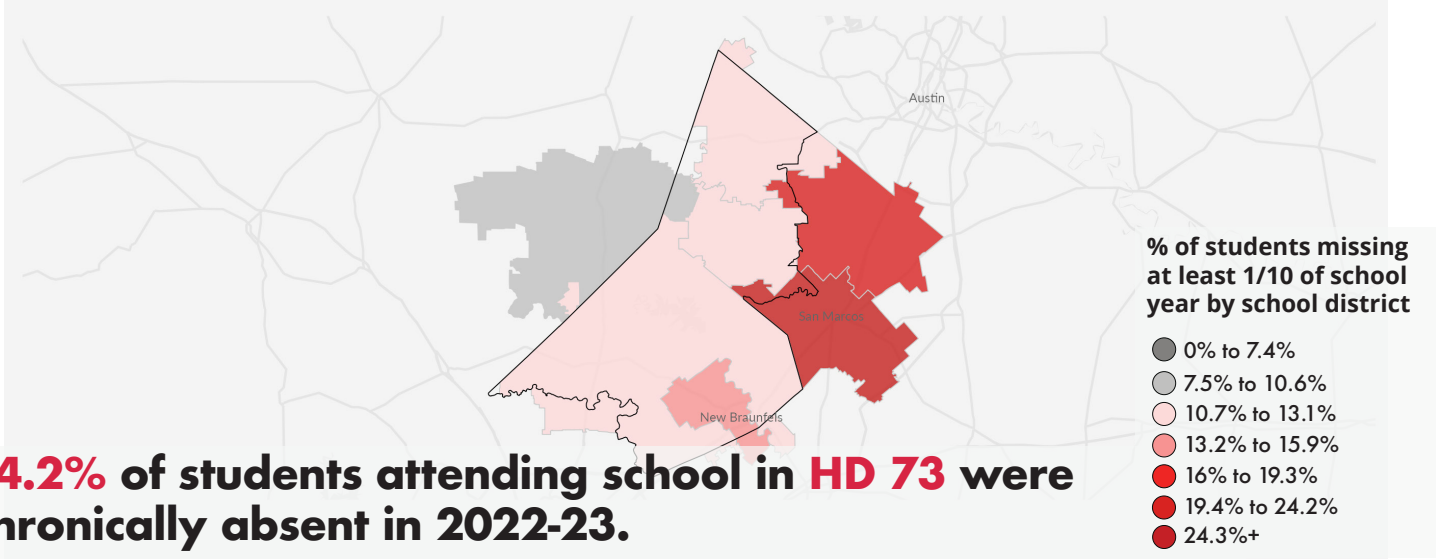 Austin
San Marcos
New Braunfels
% of students missing
at least 1/10 of school
year by school district
0% to 7.4%
7.5% to 10.6%
10.7% to 13.1%
13.2% to 15.9%
16% to 19.3%
19.4% to 24.2%
24.3%+
4.2% of students attending school in HD 73 were
hronically absent in 2022-23.